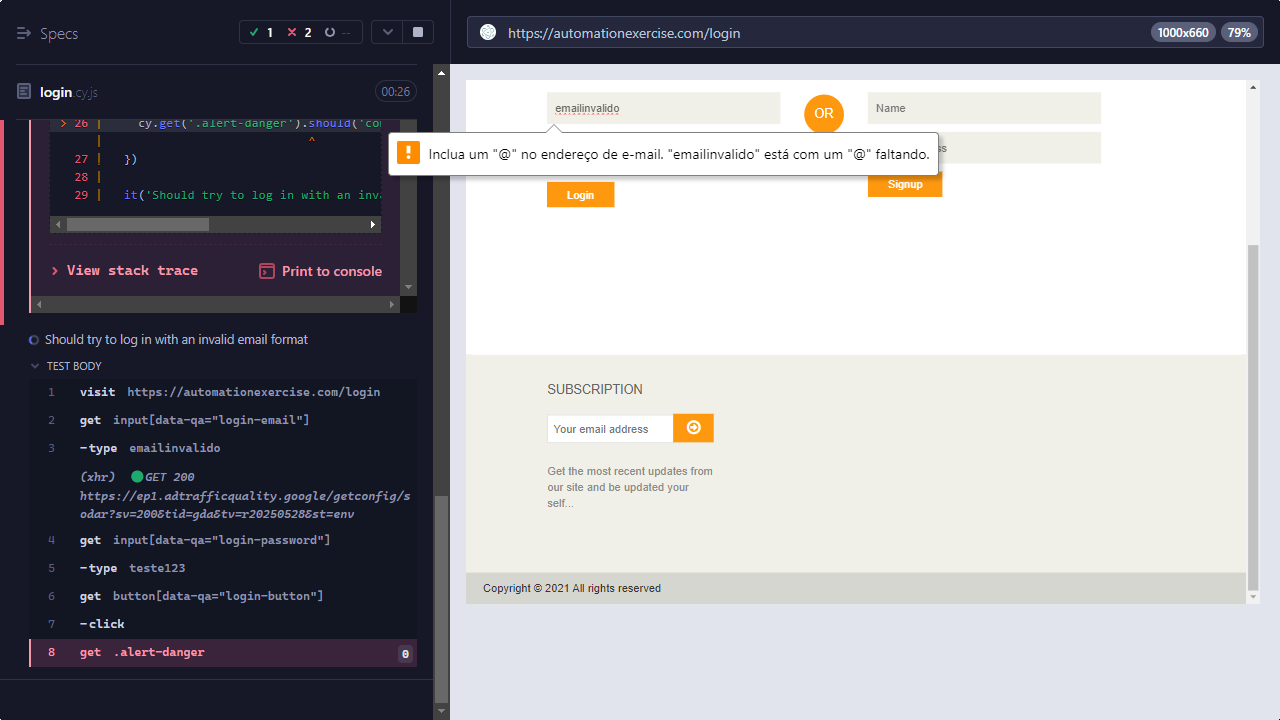 Specs
1 2 --
login cy.js
00:26
> 26 | cy.get('.alert-danger').should('co
| ^
27 | })
28 |
29 | it('Should try to log in with an inv
View stack trace
Print to console
Should try to log in with an invalid email format
TEST BODY
1 visit https://automationexercise.com/login
2 get input[data-qa="login-email"]
3 -type emailinvalido
(xhr) GET 200
https://ep1.adtrafficquality.google/getconfig/s
odar?sv=200&tid=gda&tv=r20250528&st=env
4 get input[data-qa="login-password"]
5 -type teste123
6 get button[data-qa="login-button"]
7 -click
8 get .alert-danger 0
https://automationexercise.com/login
1000x660 79%
emailinvalido
OR
Name
Inclua um "@" no endereço de e-mail. "emailinvalido" está com um "@" faltando.
Login
Signup
SUBSCRIPTION
Your email address
Get the most recent updates from
our site and be updated your
self...
Copyright © 2021 All rights reserved